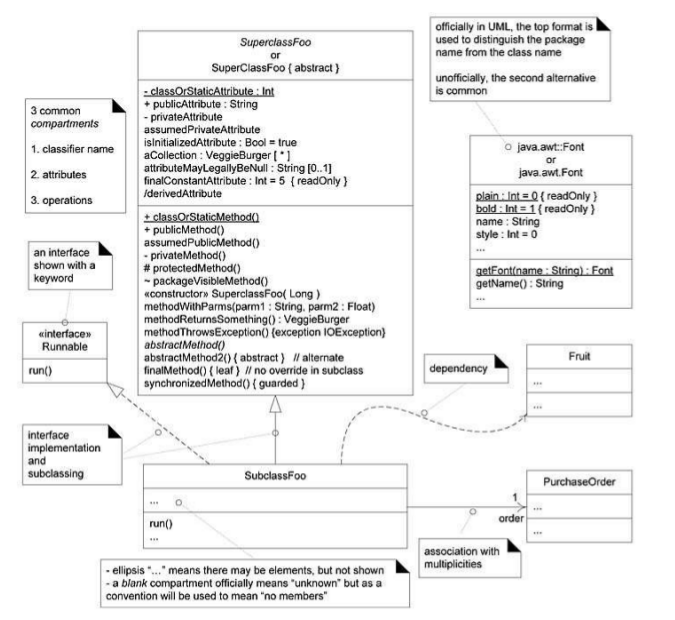 SuperclassFoo
or
SuperClassFoo { abstract }
- classOrStaticAttribute : Int
+ publicAttribute : String
- privateAttribute
assumedPrivateAttribute
isInitializedAttribute : Bool = true
aCollection : VeggieBurger [ * ]
attributeMayLegallyBeNull : String [0..1]
finalConstantAttribute : Int = 5 { readOnly }
/derivedAttribute
+ classOrStaticMethod()
+ publicMethod()
assumedPublicMethod()
- privateMethod()
# protectedMethod()
~ packageVisibleMethod()
«constructor» SuperclassFoo( Long )
methodWithParms(parm1 : String, parm2 : Float)
methodReturnsSomething() : VeggieBurger
methodThrowsException() {exception IOException}
abstractMethod()
abstractMethod2() { abstract } // alternate
finalMethod() { leaf } // no override in subclass
synchronizedMethod() { guarded }
3 common
compartments
1. classifier name
2. attributes
3. operations
officially in UML, the top format is
used to distinguish the package
name from the class name
unofficially, the second alternative
is common
java.awt::Font
or
java.awt.Font
plain : Int = 0 { readOnly }
bold : Int = 1 { readOnly }
name : String
style : Int = 0
...
getFont(name : String) : Font
getName() : String
...
an interface
shown with a
keyword
«interface»
Runnable
run()
interface
implementation
and
subclassing
dependency
Fruit
...
...
SubclassFoo
...
run()
...
PurchaseOrder
...
...
1
order
association with
multiplicities
- ellipsis "..." means there may be elements, but not shown
- a blank compartment officially means "unknown" but as a
convention will be used to mean "no members"